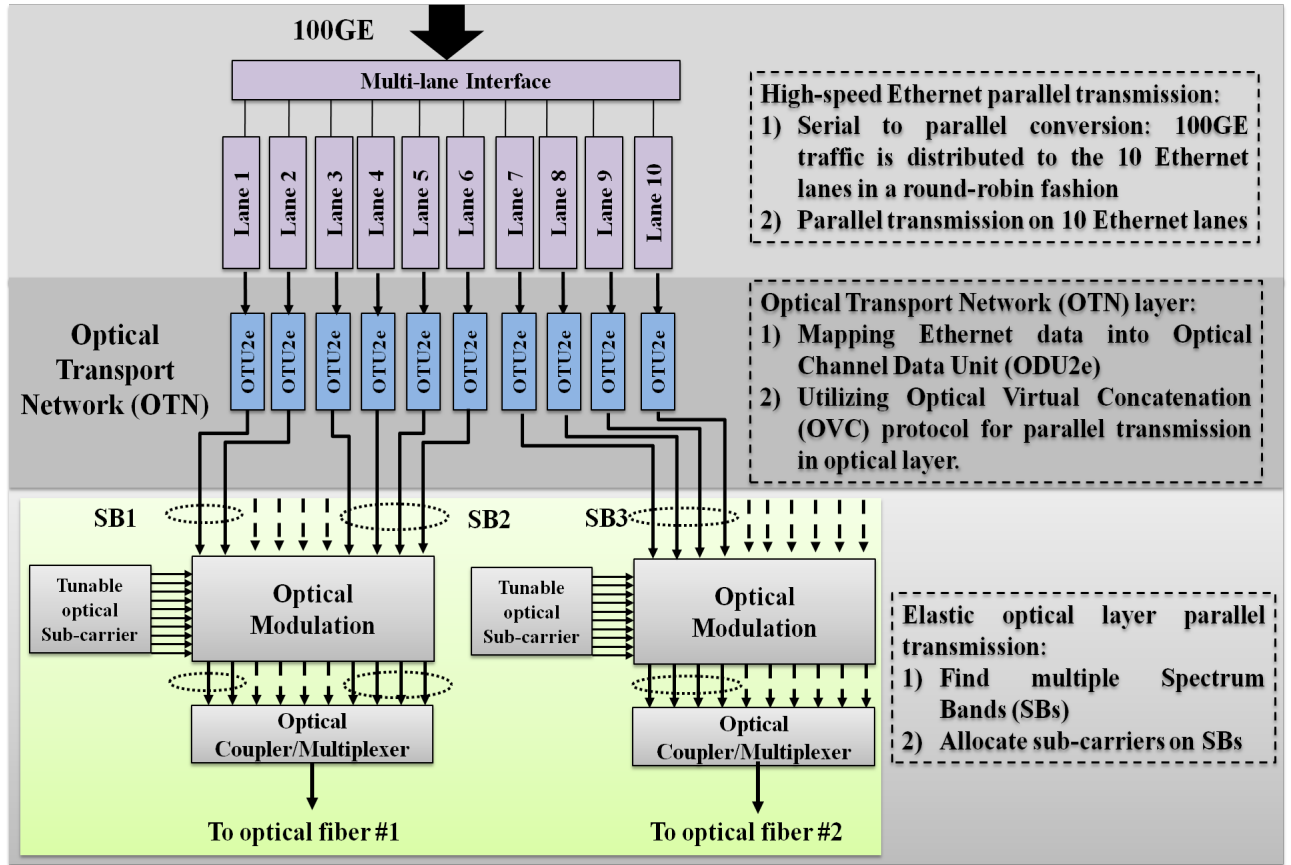 100GE
Multi-lane Interface
Lane 1
Lane 2
Lane 3
Lane 4
Lane 5
Lane 6
Lane 7
Lane 8
Lane 9
Lane 10
High-speed Ethernet parallel transmission:
1) Serial to parallel conversion: 100GE
traffic is distributed to the 10 Ethernet
lanes in a round-robin fashion
2) Parallel transmission on 10 Ethernet lanes
Optical
Transport
Network (OTN)
OTU2e
OTU2e
OTU2e
OTU2e
OTU2e
OTU2e
OTU2e
OTU2e
OTU2e
OTU2e
Optical Transport Network (OTN) layer:
1) Mapping Ethernet data into Optical
Channel Data Unit (ODU2e)
2) Utilizing Optical Virtual Concatenation
(OVC) protocol for parallel transmission
in optical layer.
SB1
SB2
SB3
Tunable
optical
Sub-carrier
Optical
Modulation
Tunable
optical
Sub-carrier
Optical
Modulation
Optical
Coupler/Multiplexer
Optical
Coupler/Multiplexer
To optical fiber #1
To optical fiber #2
Elastic optical layer parallel
transmission:
1) Find multiple Spectrum
Bands (SBs)
2) Allocate sub-carriers on SBs